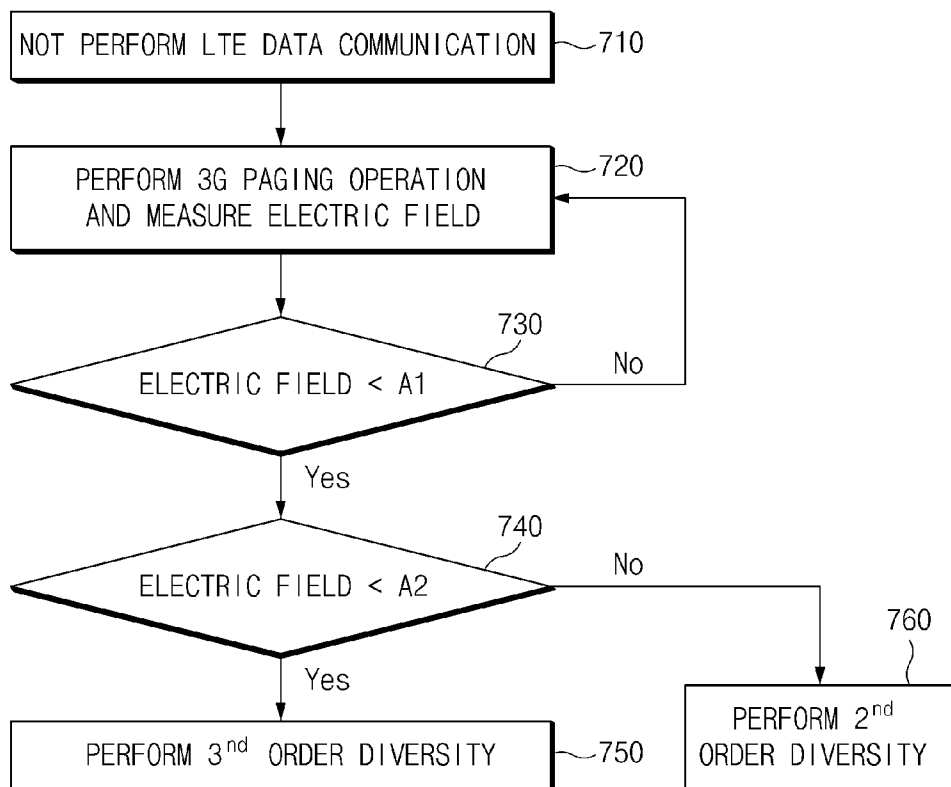 NOT PERFORM LTE DATA COMMUNICATION
710
PERFORM 3G PAGING OPERATION
AND MEASURE ELECTRIC FIELD
720
ELECTRIC FIELD < A1
730
No
Yes
ELECTRIC FIELD < A2
740
No
Yes
PERFORM 3nd ORDER DIVERSITY
750
PERFORM 2nd
ORDER DIVERSITY
760